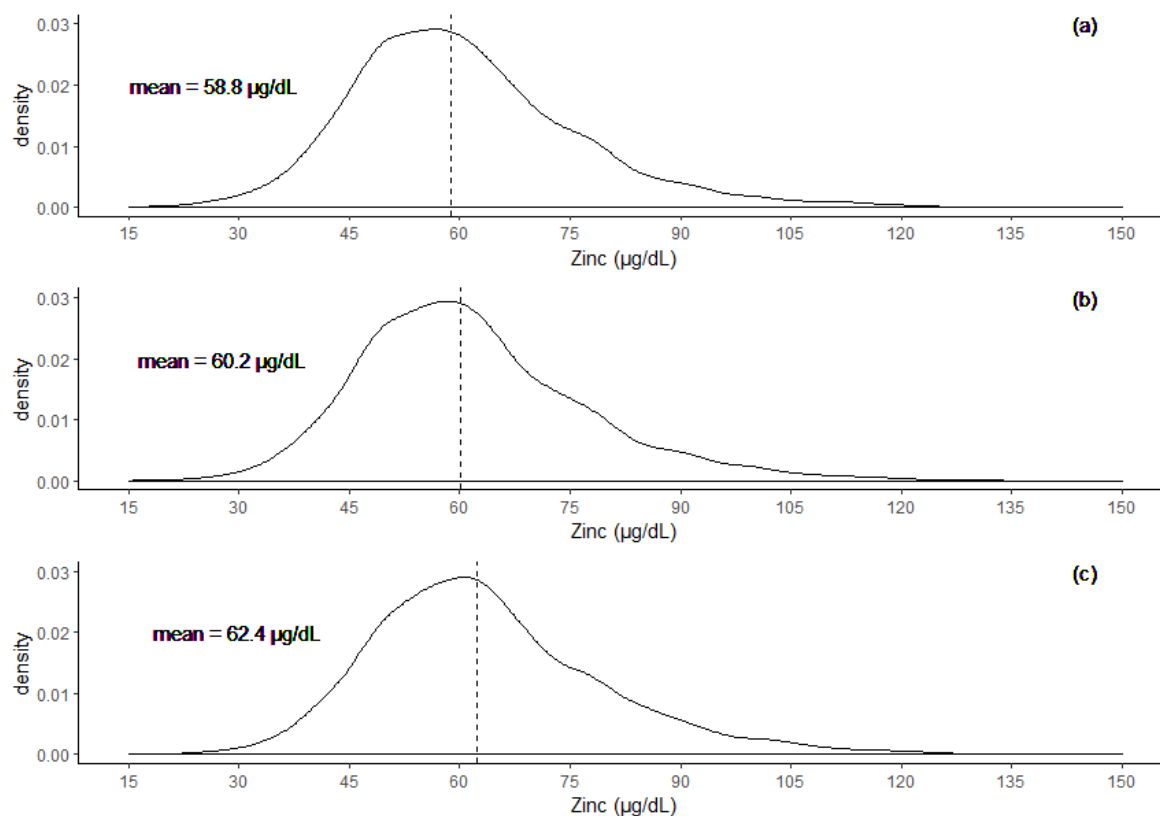 (a)
0.03
0.02
0.01
0.00
density
mean = 58.8 µg/dL
15 30 45 60 75 90 105 120 135 150
Zinc (µg/dL)
(b)
0.03
0.02
0.01
0.00
density
mean = 60.2 µg/dL
15 30 45 60 75 90 105 120 135 150
Zinc (µg/dL)
(c)
0.03
0.02
0.01
0.00
density
mean = 62.4 µg/dL
15 30 45 60 75 90 105 120 135 150
Zinc (µg/dL)